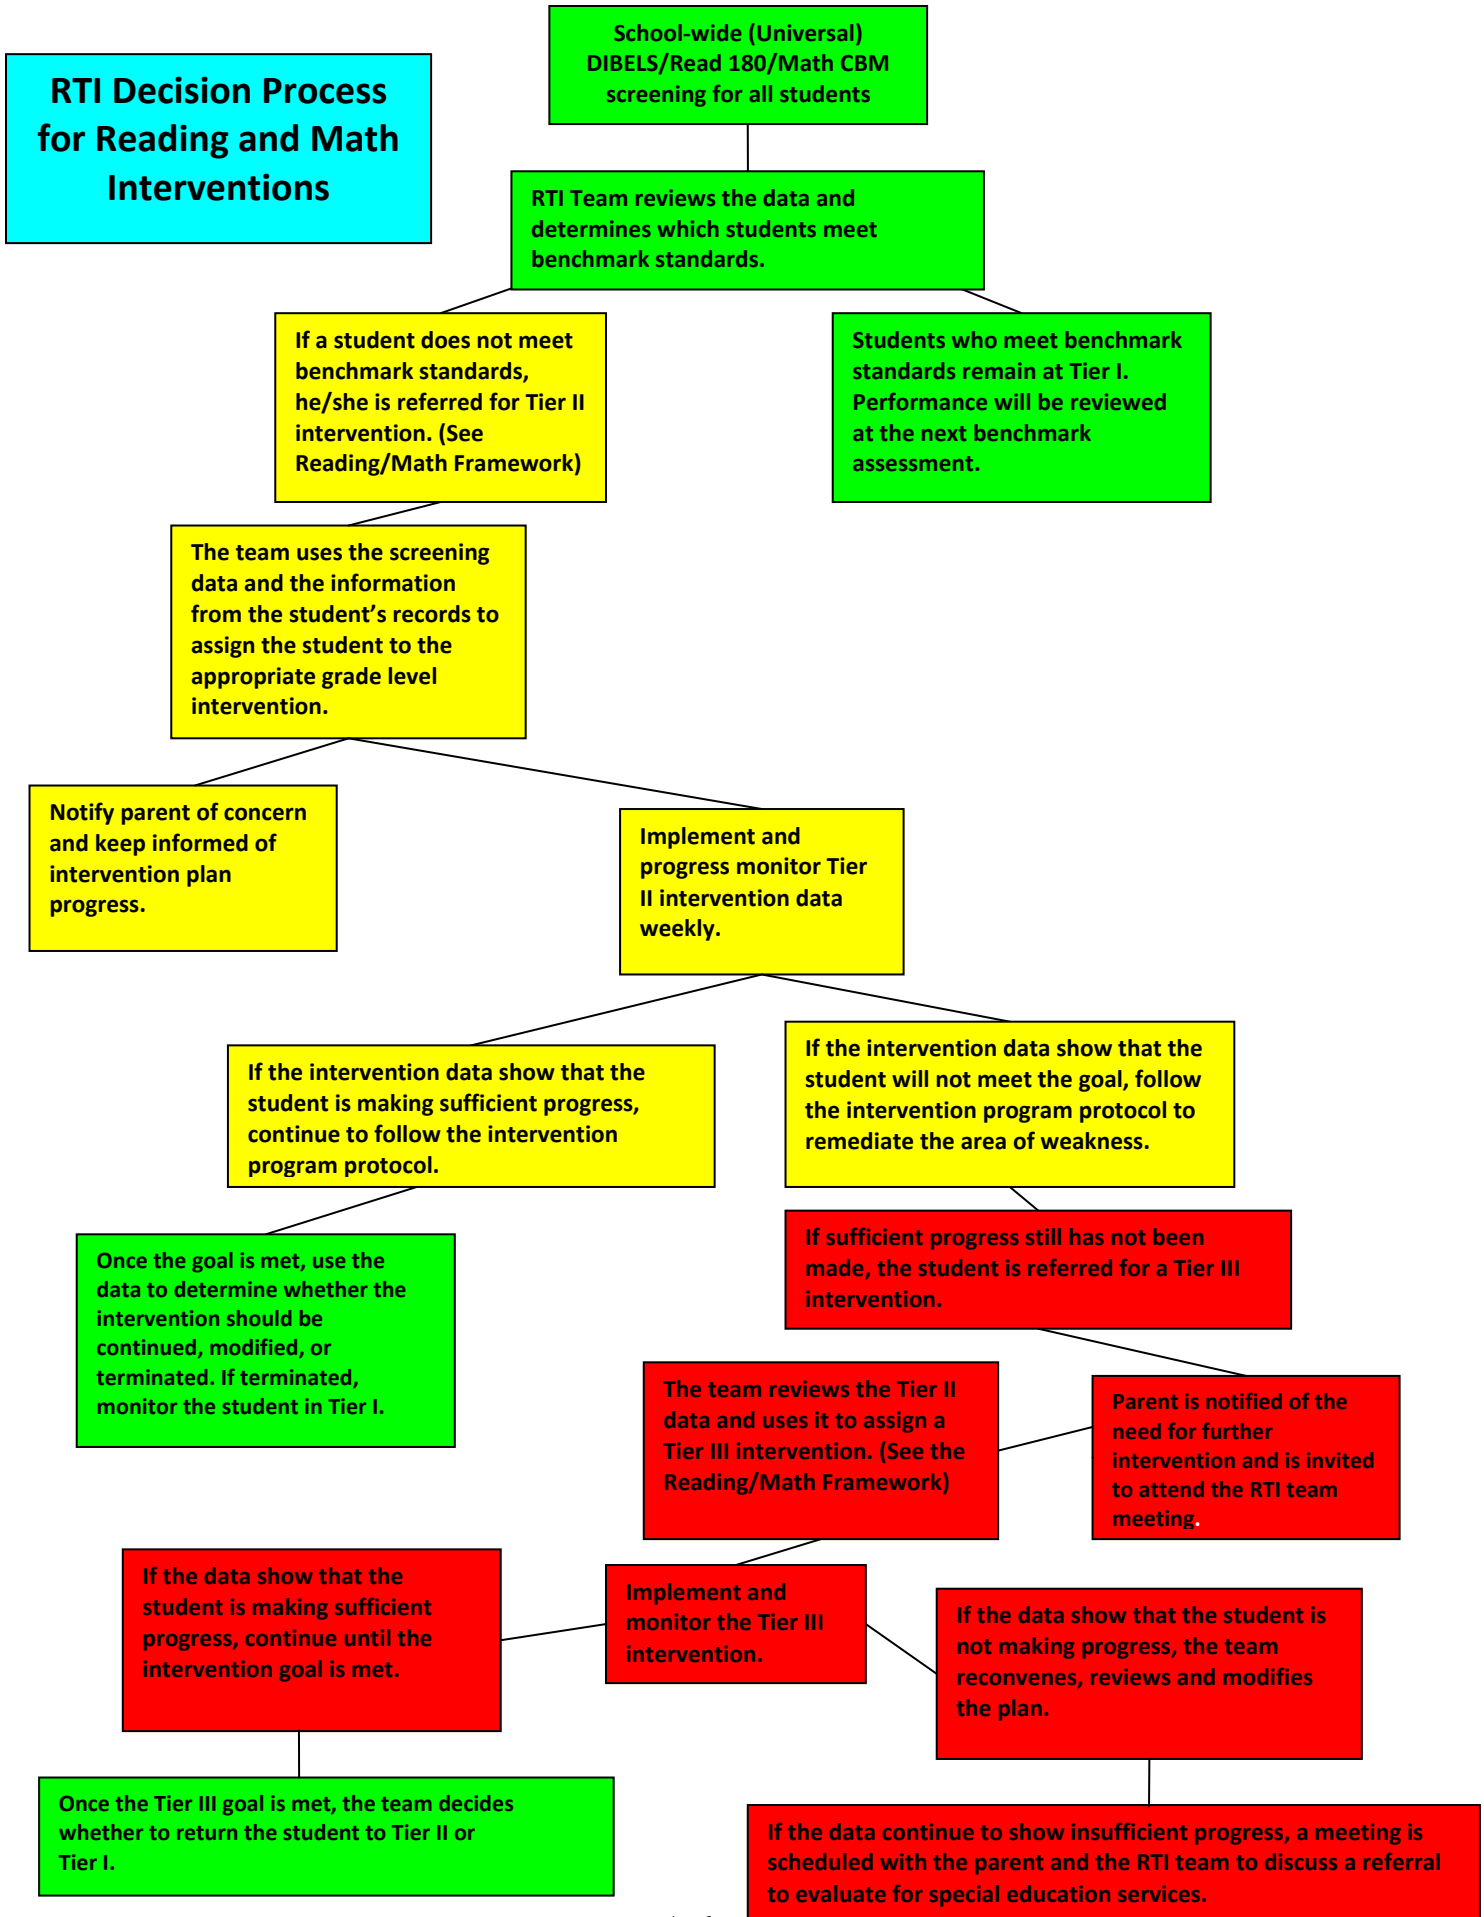 School-wide (Universal)
DIBELS/Read 180/Math CBM
screening for all students
RTI Decision Process
for Reading and Math
Interventions
RTI Team reviews the data and
determines which students meet
benchmark standards.
If a student does not meet
benchmark standards,
he/she is referred for Tier II
intervention. (See
Reading/Math Framework)
Students who meet benchmark
standards remain at Tier I.
Performance will be reviewed
at the next benchmark
assessment.
The team uses the screening
data and the information
from the student’s records to
assign the student to the
appropriate grade level
intervention.
Notify parent of concern
and keep informed of
intervention plan
progress.
Implement and
progress monitor Tier
II intervention data
weekly.
If the intervention data show that the
student is making sufficient progress,
continue to follow the intervention
program protocol.
If the intervention data show that the
student will not meet the goal, follow
the intervention program protocol to
remediate the area of weakness.
Once the goal is met, use the
data to determine whether the
intervention should be
continued, modified, or
terminated. If terminated,
monitor the student in Tier I.
If sufficient progress still has not been
made, the student is referred for a Tier III
intervention.
The team reviews the Tier II
data and uses it to assign a
Tier III intervention. (See the
Reading/Math Framework)
Parent is notified of the
need for further
intervention and is invited
to attend the RTI team
meeting.
If the data show that the
student is making sufficient
progress, continue until the
intervention goal is met.
Implement and
monitor the Tier III
intervention.
If the data show that the student is
not making progress, the team
reconvenes, reviews and modifies
the plan.
Once the Tier III goal is met, the team decides
whether to return the student to Tier II or
Tier I.
If the data continue to show insufficient progress, a meeting is
scheduled with the parent and the RTI team to discuss a referral
to evaluate for special education services.